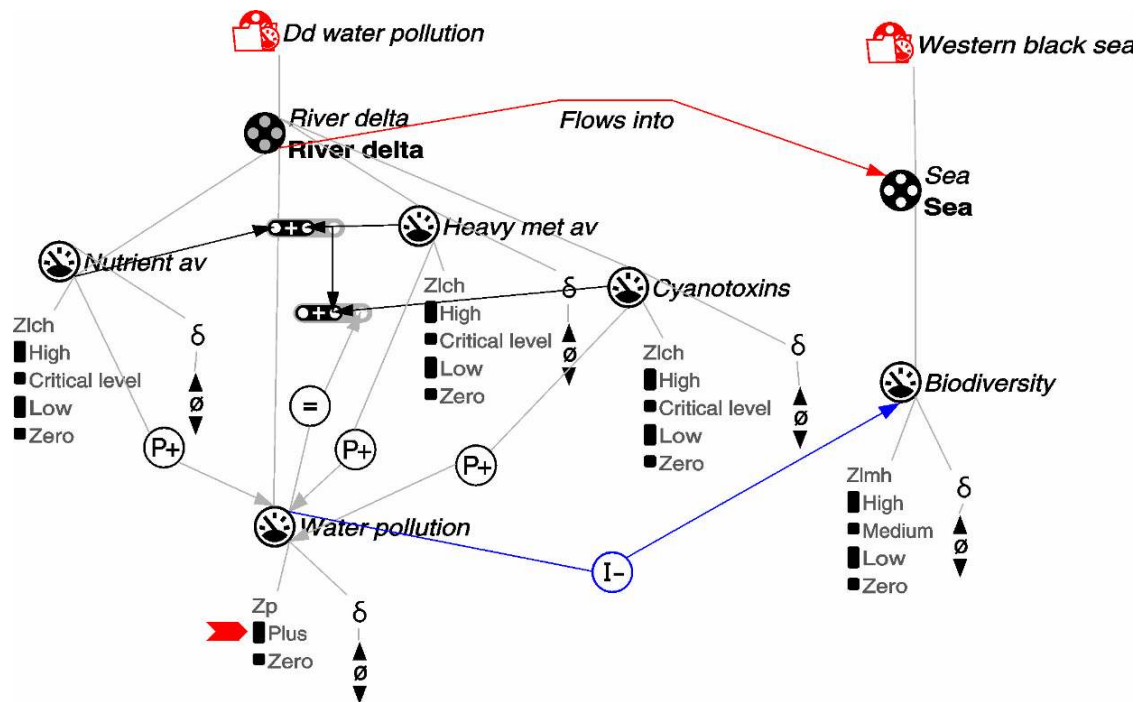 Dd water pollution
Western black sea
River delta
River delta
Flows into
Sea
Sea
Nutrient av
+
Heavy met av
Cyanotoxins
+
Zlch
High
Critical level
Low
Zero
δ
ø
Zlch
High
Critical level
Low
Zero
δ
ø
Zlch
High
Critical level
Low
Zero
δ
ø
Biodiversity
=
P+
P+
P+
Water pollution
I-
Zlmh
High
Medium
Low
Zero
δ
ø
Zp
Plus
Zero
δ
ø